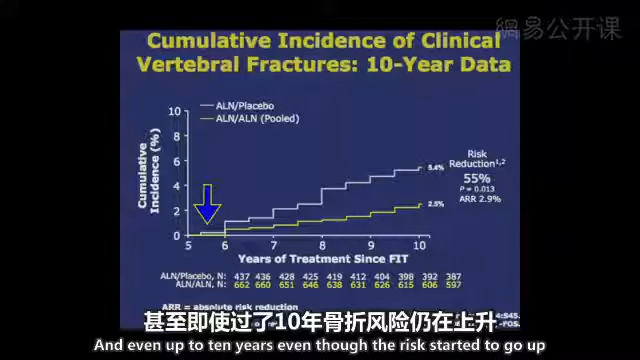 網易公开课
Cumulative Incidence of Clinical
Vertebral Fractures: 10-Year Data
ALN/Placebo
ALN/ALN (Pooled)
Cumulative
Incidence (%)
10
8
6
4
2
0
5.4%
2.5%
Risk
Reduction1,2
55%
P = 0.013
ARR 2.9%
5 6 7 8 9 10
Years of Treatment Since FIT
ALN/Placebo, N: 437 436 428 425 419 412 404 398 392 387
ALN/ALN, N: 662 660 651 646 638 631 626 615 606 597
ARR = absolute risk reduction
甚至即使过了10年骨折风险仍在上升
And even up to ten years even though the risk started to go up